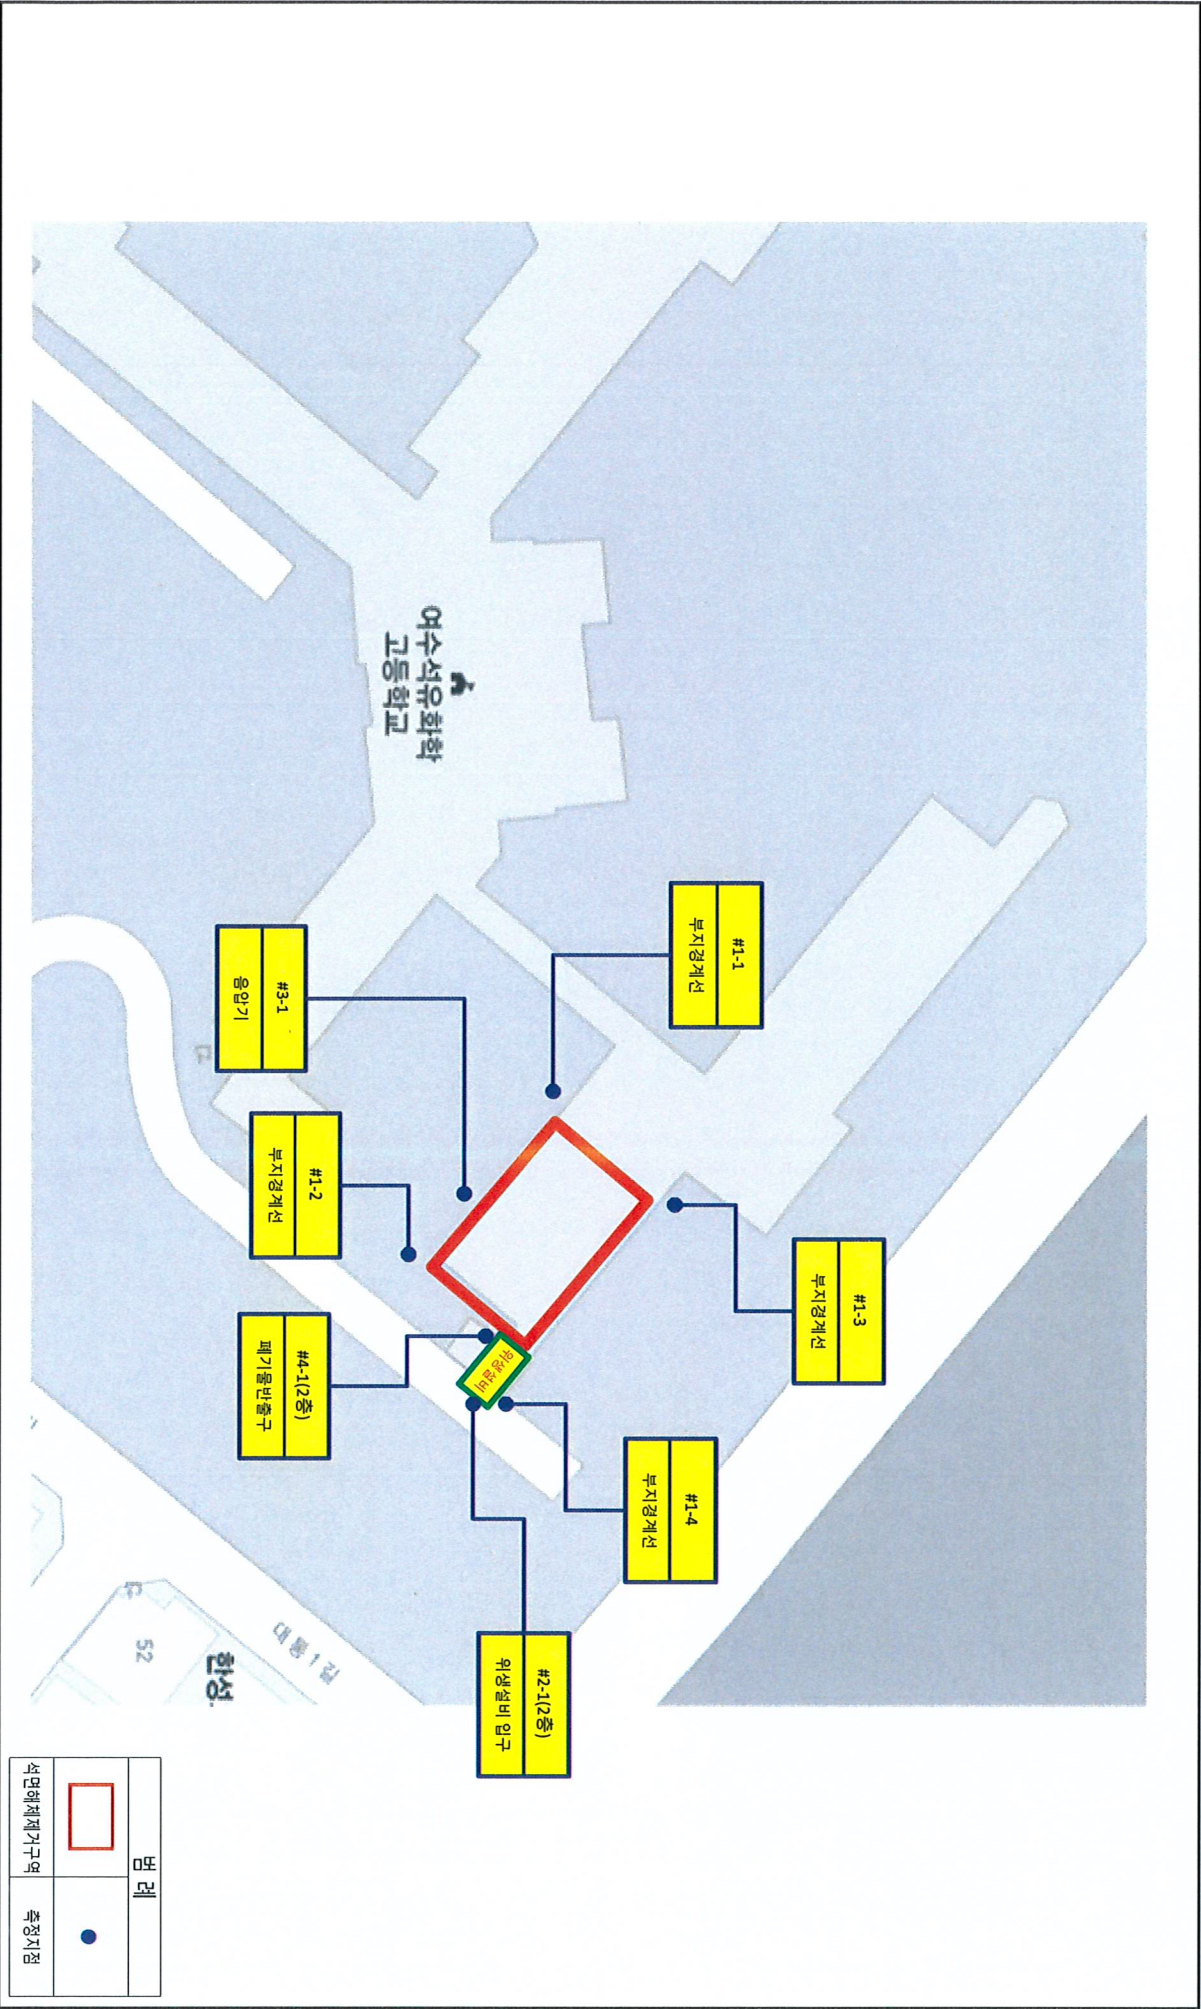 #1-1
부지경계선
#1-3
부지경계선
여수석유화학
고등학교
#3-1
음압기
#1-2
부지경계선
#4-1(2층)
폐기물반출구
위생설비
#1-4
부지경계선
#2-1(2층)
위생설비 입구
대통1길
52
한성
범례
석면해체제거구역
측정지점